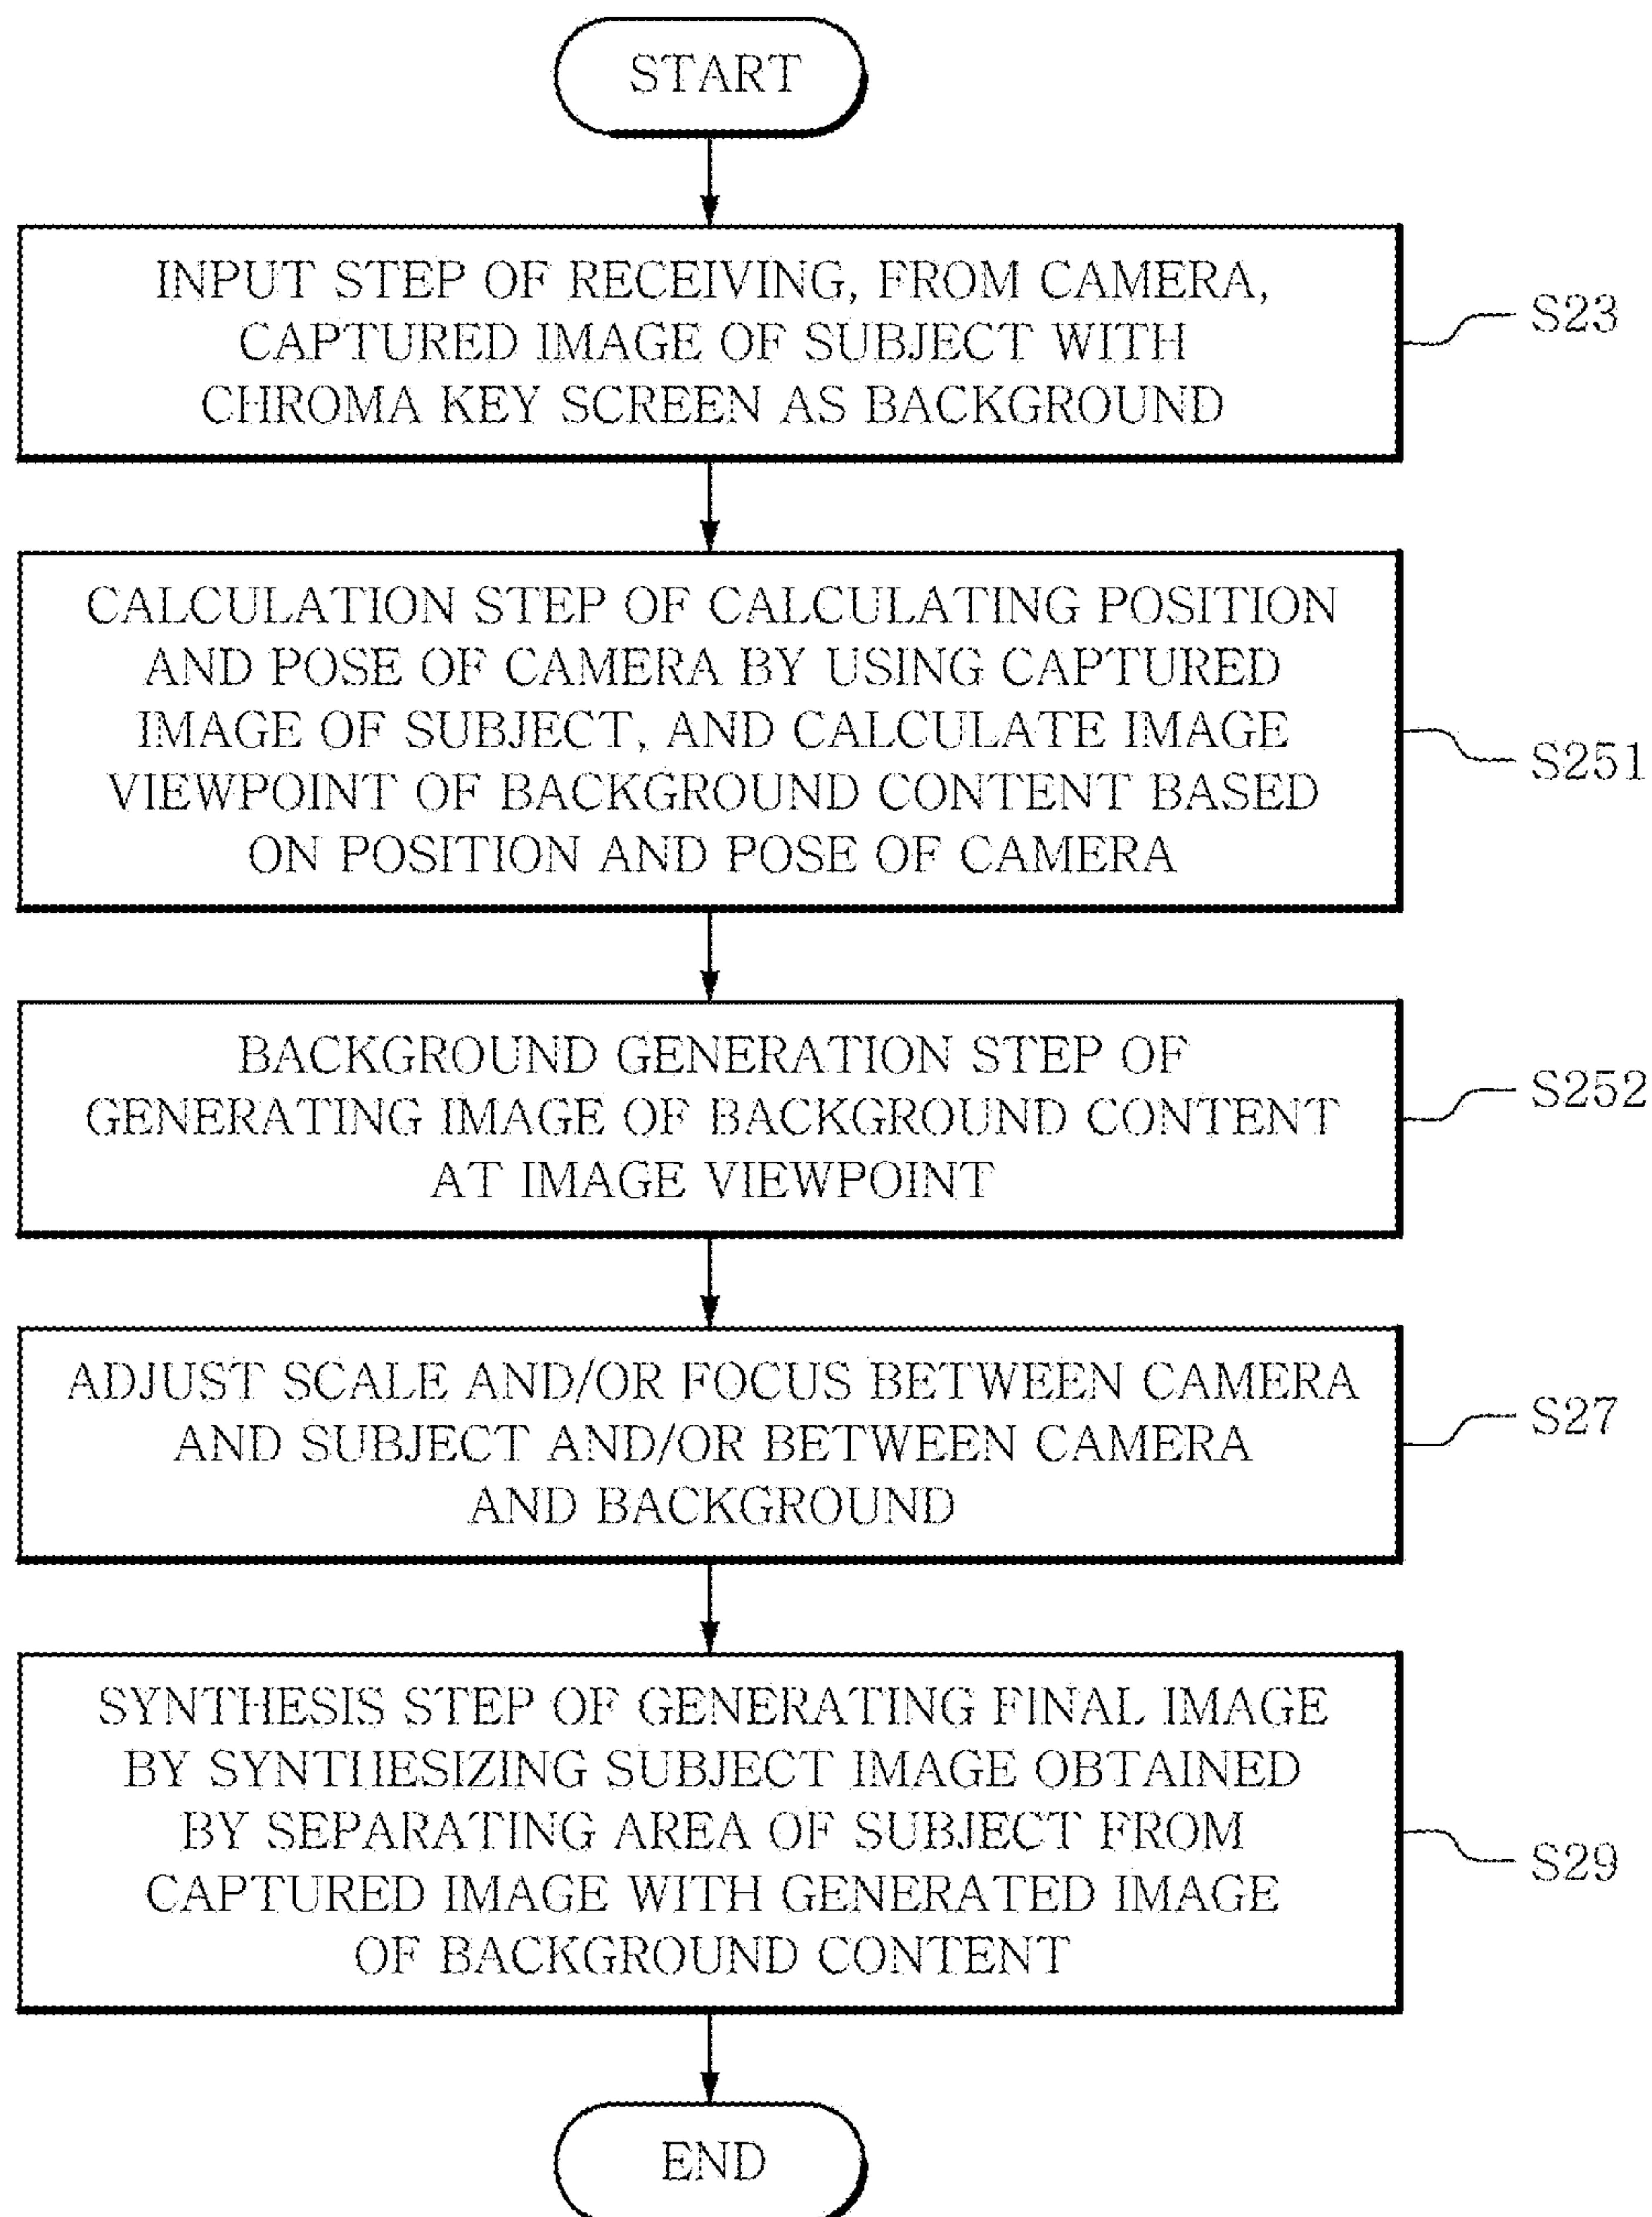 START
INPUT STEP OF RECEIVING, FROM CAMERA,
CAPTURED IMAGE OF SUBJECT WITH
CHROMA KEY SCREEN AS BACKGROUND
S23
CALCULATION STEP OF CALCULATING POSITION
AND POSE OF CAMERA BY USING CAPTURED
IMAGE OF SUBJECT, AND CALCULATE IMAGE
VIEWPOINT OF BACKGROUND CONTENT BASED
ON POSITION AND POSE OF CAMERA
S251
BACKGROUND GENERATION STEP OF
GENERATING IMAGE OF BACKGROUND CONTENT
AT IMAGE VIEWPOINT
S252
ADJUST SCALE AND/OR FOCUS BETWEEN CAMERA
AND SUBJECT AND/OR BETWEEN CAMERA
AND BACKGROUND
S27
SYNTHESIS STEP OF GENERATING FINAL IMAGE
BY SYNTHESIZING SUBJECT IMAGE OBTAINED
BY SEPARATING AREA OF SUBJECT FROM
CAPTURED IMAGE WITH GENERATED IMAGE
OF BACKGROUND CONTENT
S29
END